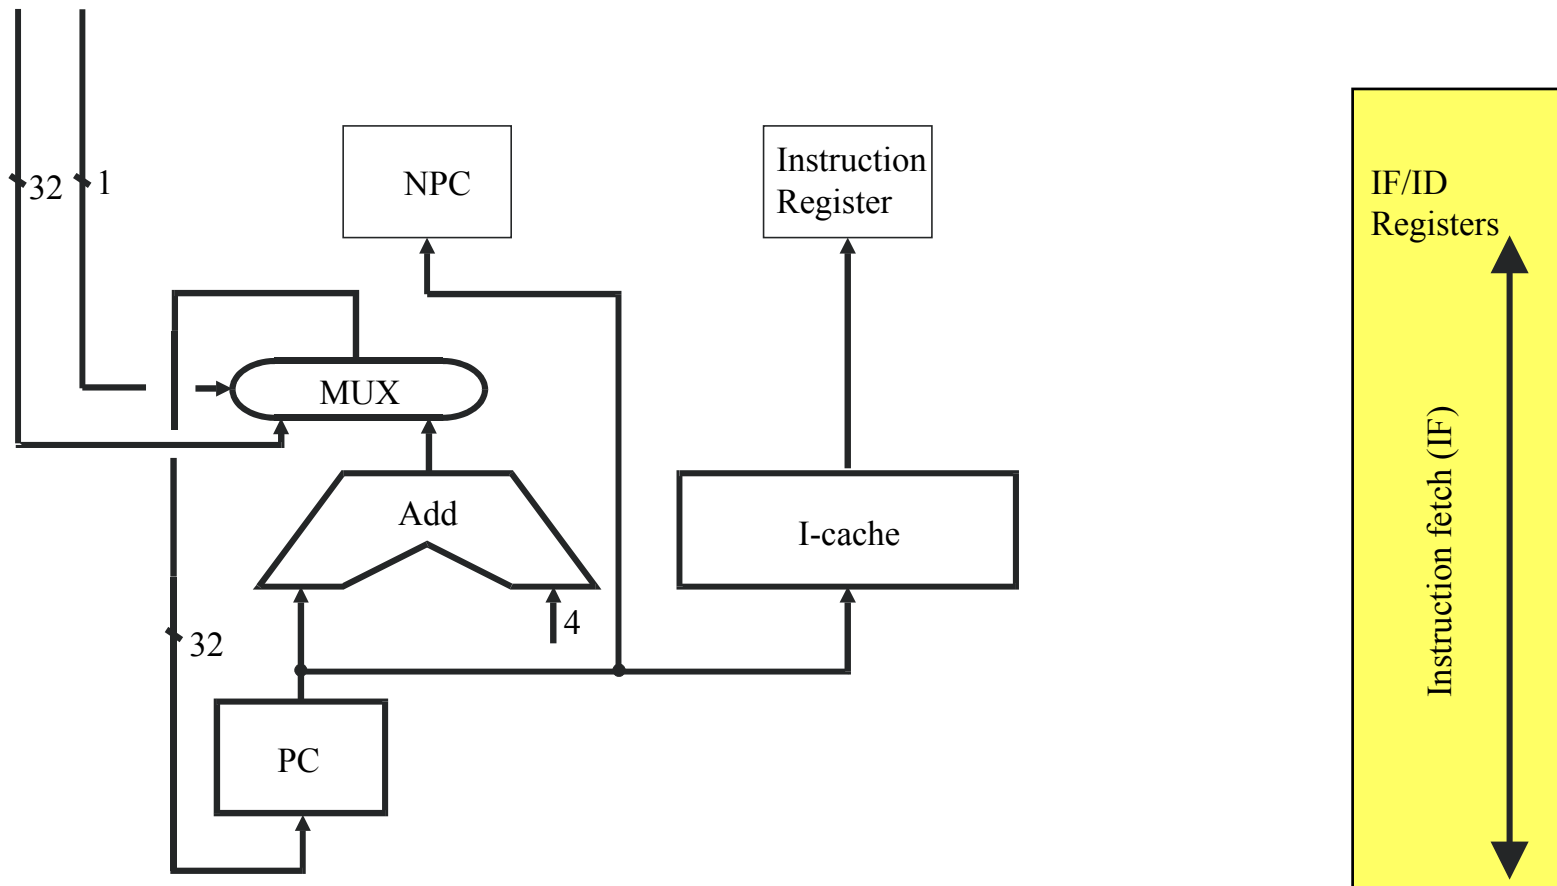 32
1
NPC
Instruction
Register
IF/ID
Registers
MUX
Add
I-cache
4
32
PC
Instruction fetch (IF)